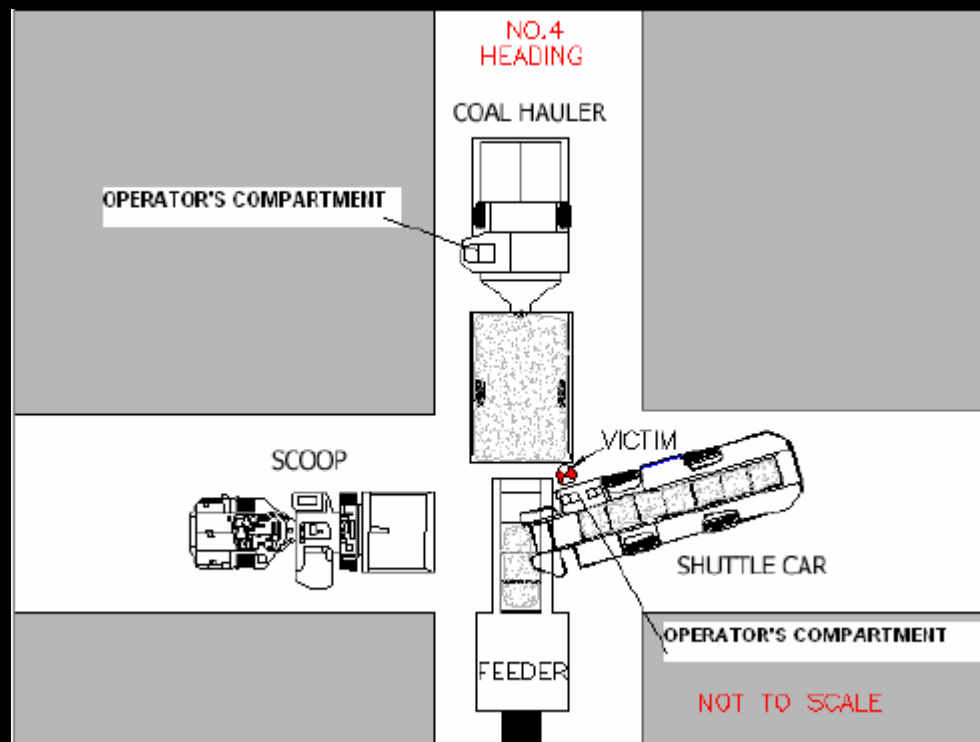 NO.4
HEADING
COAL HAULER
OPERATOR'S COMPARTMENT
VICTIM
SCOOP
SHUTTLE CAR
OPERATOR'S COMPARTMENT
FEEDER
NOT TO SCALE